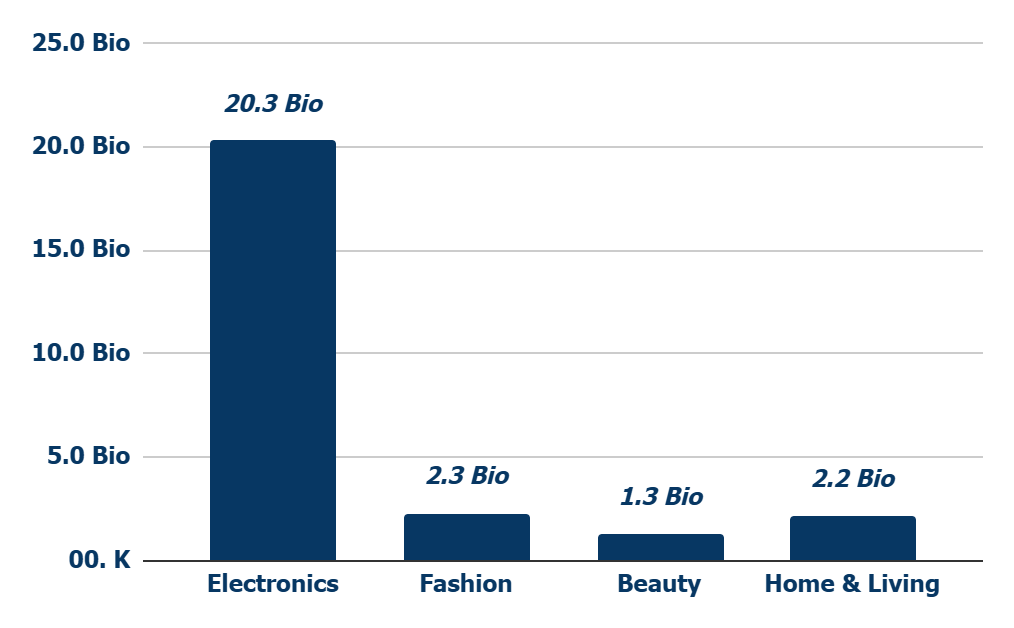 25.0 Bio
20.3 Bio
20.0 Bio
15.0 Bio
10.0 Bio
5.0 Bio
2.3 Bio
2.2 Bio
1.3 Bio
00. K
Electronics Fashion Beauty Home & Living